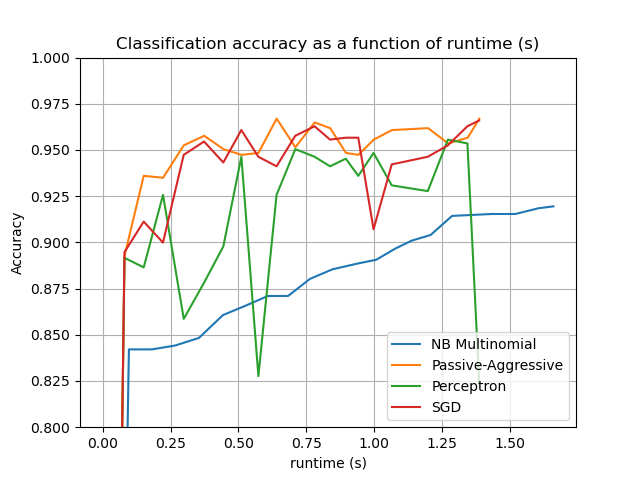 Classification accuracy as a function of runtime (s)
1.000
0.975
0.950
0.925
0.900
0.875
0.850
0.825
0.800
Accuracy
NB Multinomial
Passive-Aggressive
Perceptron
SGD
0.00 0.25 0.50 0.75 1.00 1.25 1.50
runtime (s)